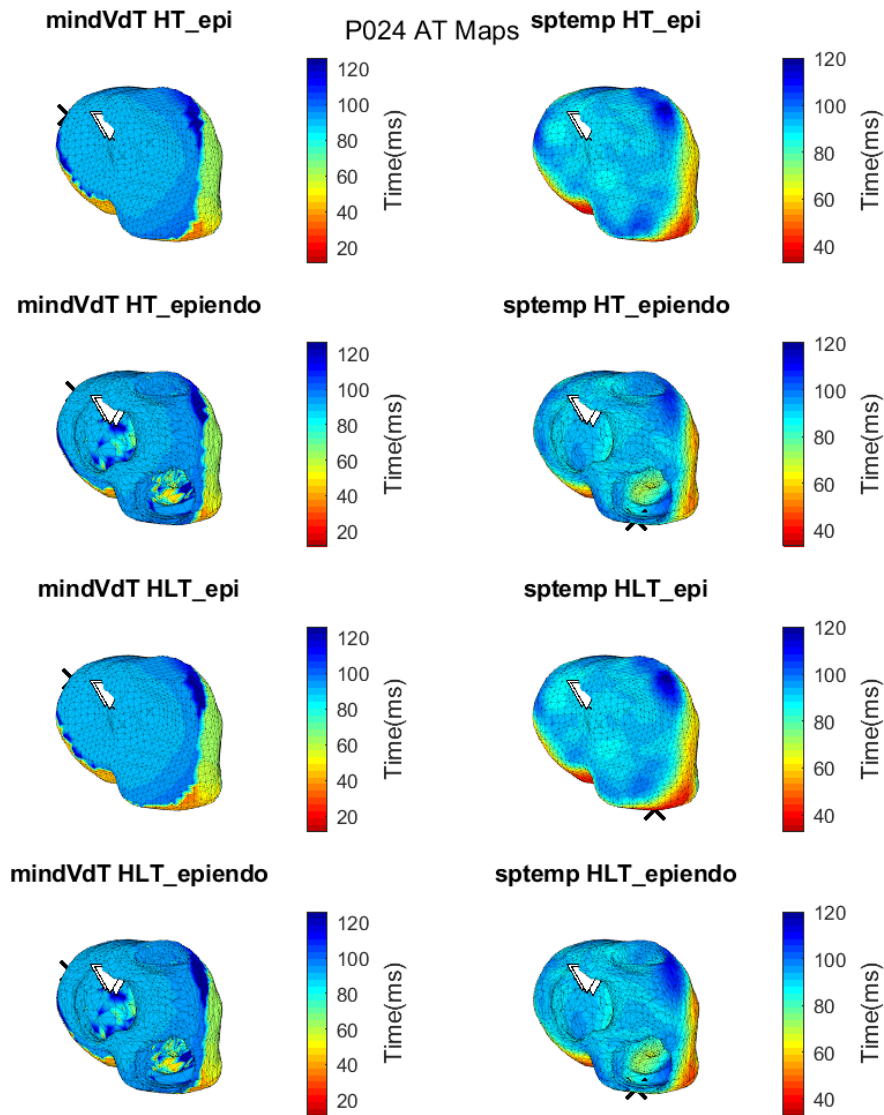 P024 AT Maps
mindVdT HT_epi
120
100
80
60
40
20
Time(ms)
sptemp HT_epi
120
100
80
60
40
Time(ms)
mindVdT HT_epiendo
120
100
80
60
40
20
Time(ms)
sptemp HT_epiendo
120
100
80
60
40
Time(ms)
mindVdT HLT_epi
120
100
80
60
40
20
Time(ms)
sptemp HLT_epi
120
100
80
60
40
Time(ms)
mindVdT HLT_epiendo
120
100
80
60
40
20
Time(ms)
sptemp HLT_epiendo
120
100
80
60
40
Time(ms)